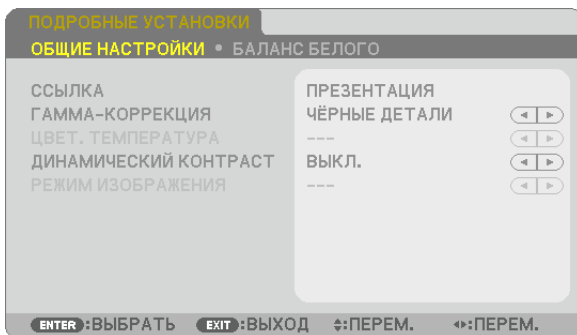 ПОДРОБНЫЕ УСТАНОВКИ
ОБЩИЕ НАСТРОЙКИ • БАЛАНС БЕЛОГО
ССЫЛКА ПРЕЗЕНТАЦИЯ
ГАММА-КОРРЕКЦИЯ ЧЁРНЫЕ ДЕТАЛИ
ЦВЕТ. ТЕМПЕРАТУРА ---
ДИНАМИЧЕСКИЙ КОНТРАСТ ВЫКЛ.
РЕЖИМ ИЗОБРАЖЕНИЯ ---
ENTER :ВЫБРАТЬ EXIT :ВЫХОД :ПЕРЕМ. :ПЕРЕМ.